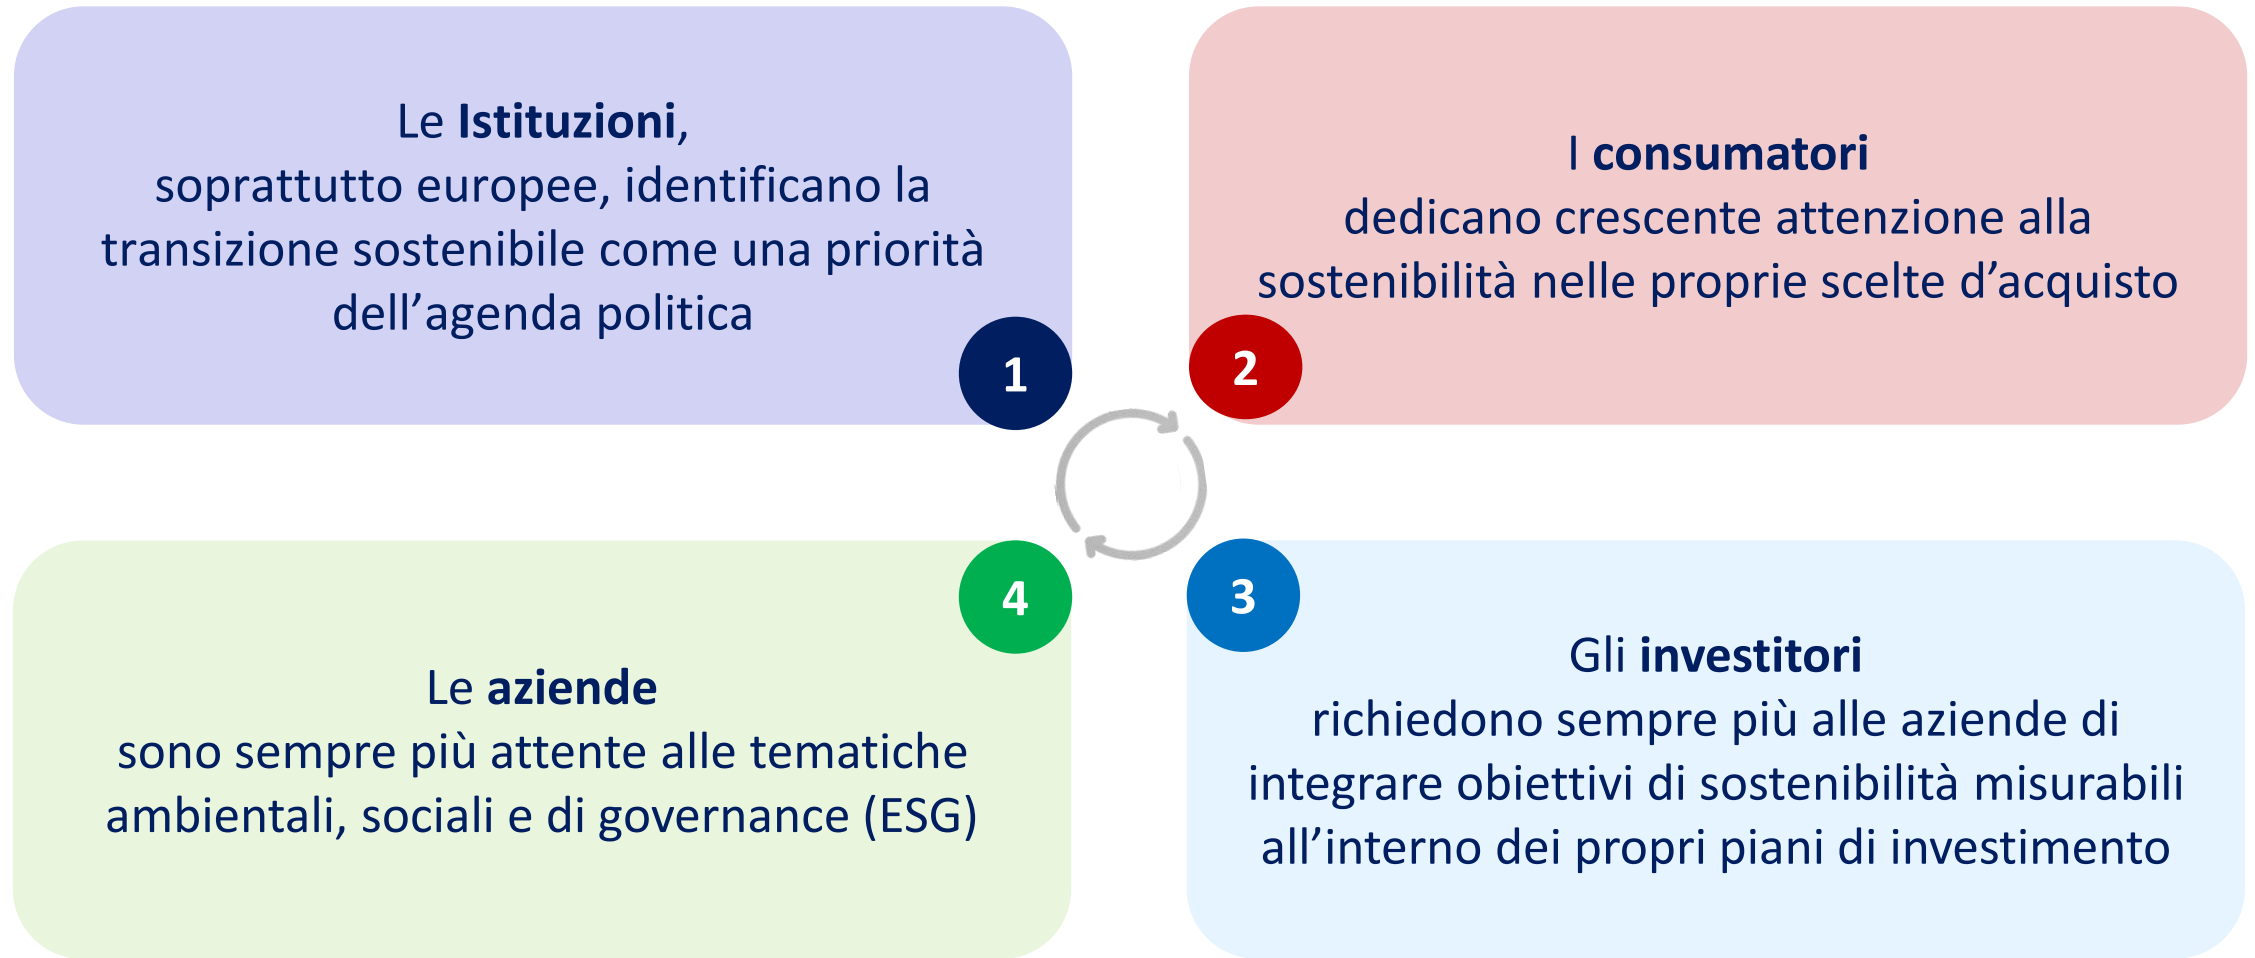 Le Istituzioni,
soprattutto europee, identificano la
transizione sostenibile come una priorità
dell’agenda politica
1
I consumatori
dedicano crescente attenzione alla
sostenibilità nelle proprie scelte d’acquisto
2
3
Gli investitori
richiedono sempre più alle aziende di
integrare obiettivi di sostenibilità misurabili
all’interno dei propri piani di investimento
4
Le aziende
sono sempre più attente alle tematiche
ambientali, sociali e di governance (ESG)